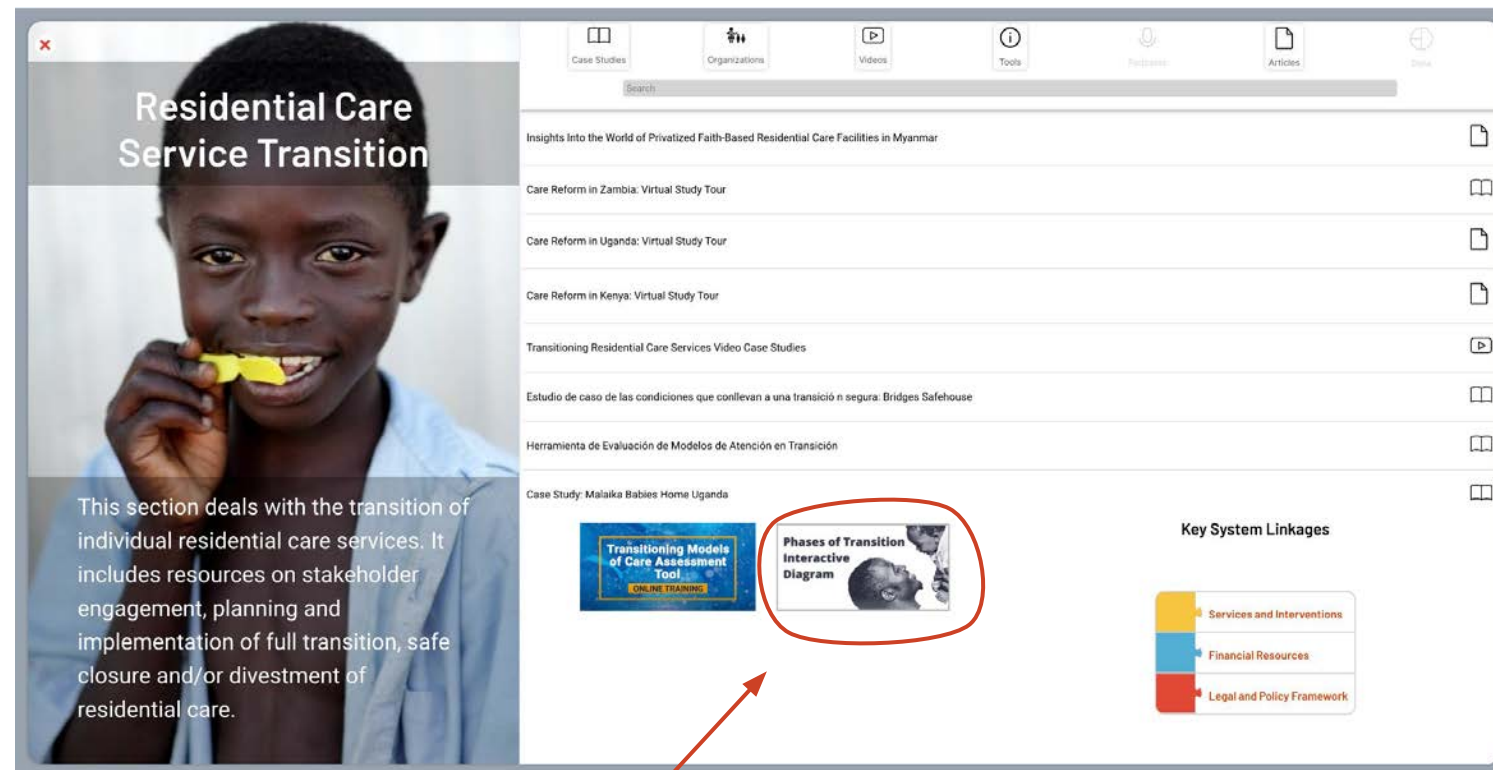 Residential Care
Service Transition
This section deals with the transition of
individual residential care services. It
includes resources on stakeholder
engagement, planning and
implementation of full transition, safe
closure and/or divestment of
residential care.
Case Studies
Organizations
Videos
Tools
Podcasts
Articles
Data
Search
Insights Into the World of Privatized Faith-Based Residential Care Facilities in Myanmar
Care Reform in Zambia: Virtual Study Tour
Care Reform in Uganda: Virtual Study Tour
Care Reform in Kenya: Virtual Study Tour
Transitioning Residential Care Services Video Case Studies
Estudio de caso de las condiciones que conllevan a una transició n segura: Bridges Safehouse
Herramienta de Evaluación de Modelos de Atención en Transición
Case Study: Malaika Babies Home Uganda
Transitioning Models
of Care Assessment
Tool
ONLINE TRAINING
Phases of Transition
Interactive
Diagram
Key System Linkages
Services and Interventions
Financial Resources
Legal and Policy Framework